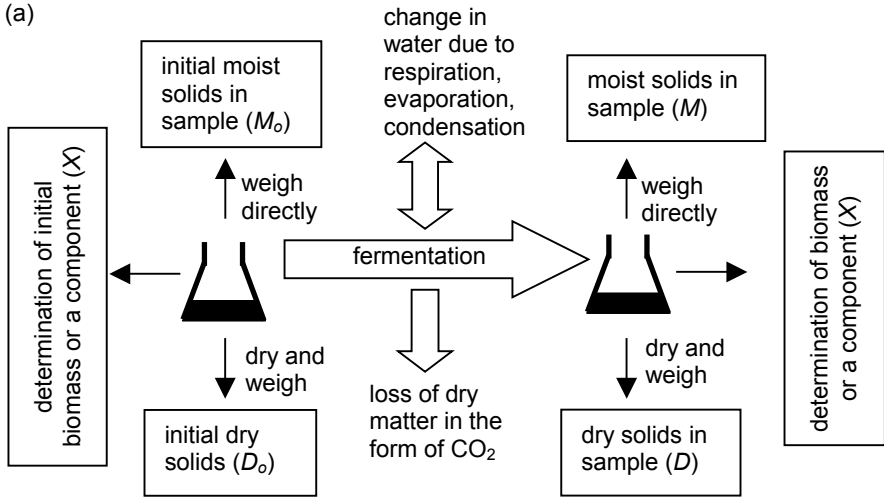 (a)
initial moist
solids in
sample (Mo)
change in
water due to
respiration,
evaporation,
condensation
moist solids in
sample (M)
determination of initial
biomass or a component (X)
weigh
directly
fermentation
weigh
directly
determination of biomass
or a component (X)
dry and
weigh
loss of dry
matter in the
form of CO2
dry and
weigh
initial dry
solids (Do)
dry solids in
sample (D)